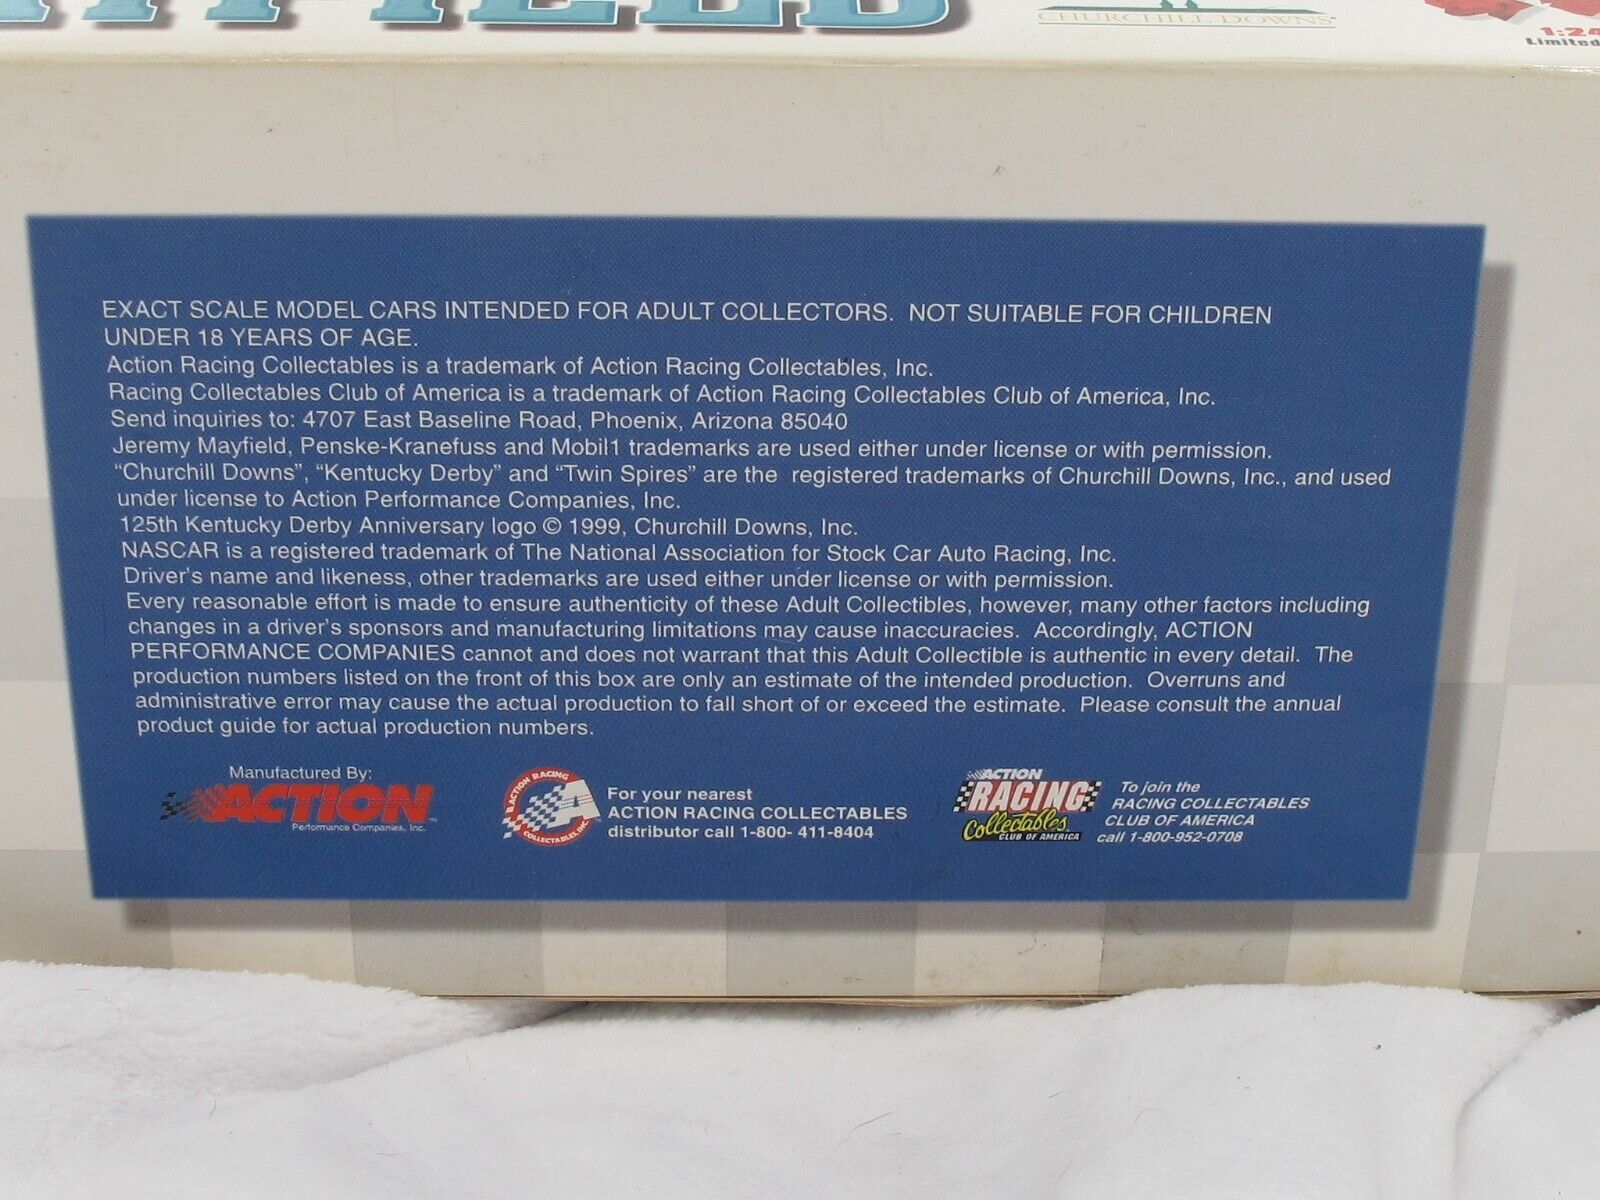 CHURCHILL DOWNS
1:24
Limited
EXACT SCALE MODEL CARS INTENDED FOR ADULT COLLECTORS.  NOT SUITABLE FOR CHILDREN
UNDER 18 YEARS OF AGE.
Action Racing Collectables is a trademark of Action Racing Collectables, Inc.
Racing Collectables Club of America is a trademark of Action Racing Collectables Club of America, Inc.
Send inquiries to: 4707 East Baseline Road, Phoenix, Arizona 85040
Jeremy Mayfield, Penske-Kranefuss and Mobil1 trademarks are used either under license or with permission.
“Churchill Downs”, “Kentucky Derby” and “Twin Spires” are the  registered trademarks of Churchill Downs, Inc., and used
under license to Action Performance Companies, Inc.
125th Kentucky Derby Anniversary logo © 1999, Churchill Downs, Inc.
NASCAR is a registered trademark of The National Association for Stock Car Auto Racing, Inc.
Driver's name and likeness, other trademarks are used either under license or with permission.
Every reasonable effort is made to ensure authenticity of these Adult Collectibles, however, many other factors including
changes in a driver's sponsors and manufacturing limitations may cause inaccuracies.  Accordingly, ACTION
PERFORMANCE COMPANIES cannot and does not warrant that this Adult Collectible is authentic in every detail.  The
production numbers listed on the front of this box are only an estimate of the intended production.  Overruns and
administrative error may cause the actual production to fall short of or exceed the estimate.  Please consult the annual
product guide for actual production numbers.
Manufactured By:
ACTION
Performance Companies, Inc.
ACTION RACING
COLLECTABLES, INC.
For your nearest
ACTION RACING COLLECTABLES
distributor call 1-800- 411-8404
ACTION
RACING
Collectables
CLUB OF AMERICA
To join the
RACING COLLECTABLES
CLUB OF AMERICA
call 1-800-952-0708